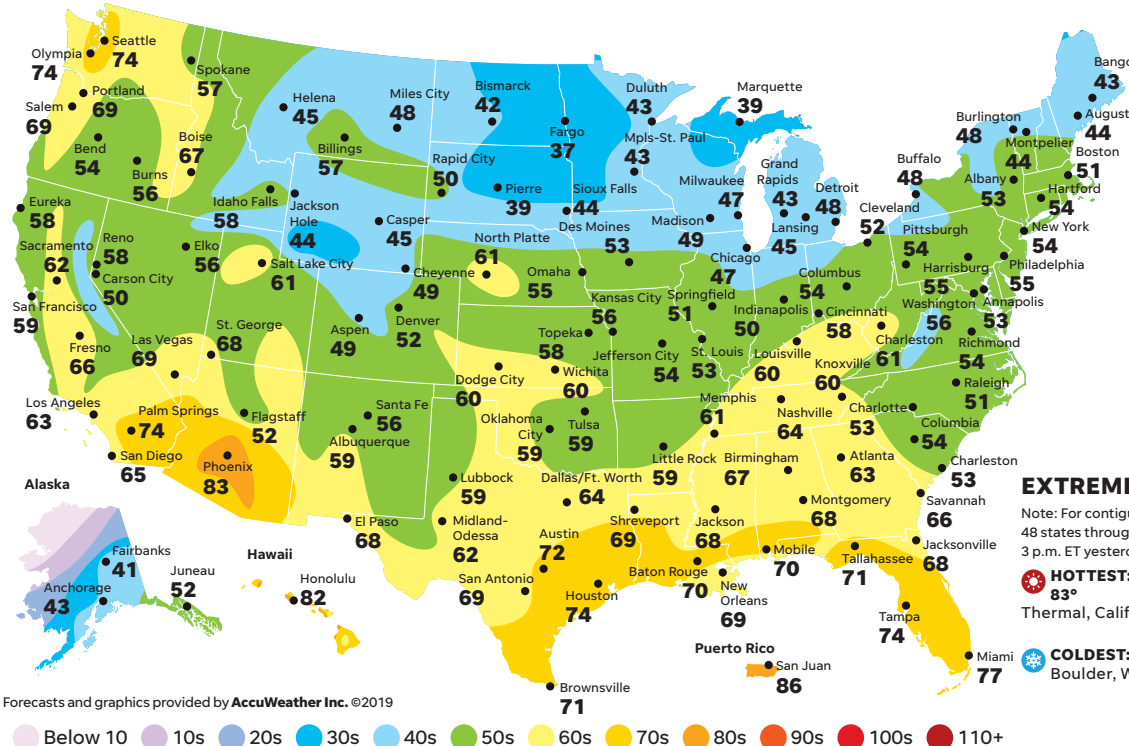 Seattle
74
Olympia
74
Spokane
57
Portland
69
Salem
69
Bend
54
Burns
56
Boise
67
Helena
45
Miles City
48
Bismarck
42
Fargo
37
Duluth
43
Marquette
39
Mpls-St. Paul
43
Billings
57
Rapid City
50
Pierre
39
Sioux Falls
44
Idaho Falls
58
Jackson
Hole
44
Casper
45
Milwaukee
47
Grand
Rapids
43
Detroit
48
Madison
49
Lansing
45
Chicago
47
Buffalo
48
Burlington
48
Montpelier
44
Bango
43
August
44
Boston
51
Albany
53
Hartford
54
New York
54
Cleveland
52
Pittsburgh
54
Harrisburg
55
Philadelphia
55
Washington
56
Annapolis
53
Eureka
58
Sacramento
62
Reno
58
Carson City
50
Elko
56
Salt Lake City
61
North Platte
61
Des Moines
53
Omaha
55
Cheyenne
49
Denver
52
Aspen
49
San Francisco
59
Fresno
66
Las Vegas
69
St. George
68
Kansas City
56
Springfield
51
Indianapolis
50
Columbus
54
Cincinnati
58
Charleston
61
Richmond
54
Topeka
58
Jefferson City
54
St. Louis
53
Louisville
60
Knoxville
60
Dodge City
60
Wichita
60
Raleigh
51
Los Angeles
63
Palm Springs
74
Flagstaff
52
Santa Fe
56
Albuquerque
59
Oklahoma
City
59
Tulsa
59
Memphis
61
Nashville
64
Charlotte
53
Columbia
54
San Diego
65
Phoenix
83
Lubbock
59
Dallas/Ft. Worth
64
Little Rock
59
Birmingham
67
Atlanta
63
Charleston
53
El Paso
68
Midland-
Odessa
62
Austin
72
Shreveport
69
Jackson
68
Montgomery
68
Savannah
66
San Antonio
69
Houston
74
Baton Rouge
70
New
Orleans
69
Mobile
70
Tallahassee
71
Jacksonville
68
Tampa
74
Miami
77
Brownsville
71
Alaska
Fairbanks
41
Anchorage
43
Juneau
52
Hawaii
Honolulu
82
Puerto Rico
San Juan
86
EXTREME
Note: For contigu
48 states throug
3 p.m. ET yesterd
HOTTEST:
83°
Thermal, Calif
COLDEST:
Boulder, W
Forecasts and graphics provided by AccuWeather Inc. ©2019
Below 10 10s 20s 30s 40s 50s 60s 70s 80s 90s 100s 110+